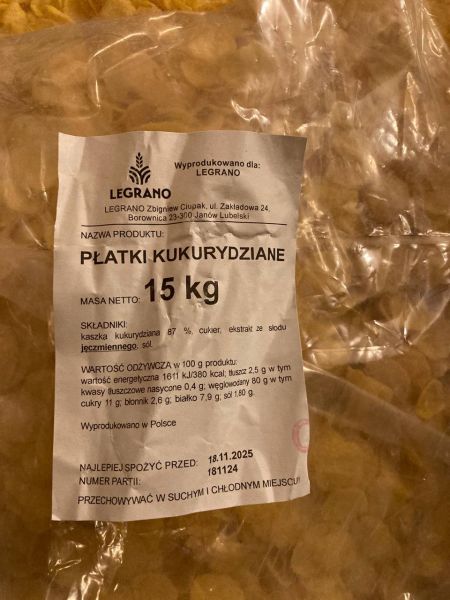 Wyprodukowano dla:
LEGRANO
LEGRANO
LEGRANO Zbigniew Ciupak, ul. Zakładowa 24,
Borownica 23-300 Janów Lubelski
NAZWA PRODUKTU:
PŁATKI KUKURYDZIANE
MASA NETTO: 15 kg
SKŁADNIKI:
kaszka kukurydziana 87 %, cukier, ekstrakt ze słodu
jęczmiennego, sól.
WARTOŚĆ ODŻYWCZA w 100 g produktu:
wartość energetyczna 1611 kJ/380 kcal; tłuszcz 2,5 g w tym
kwasy tłuszczowe nasycone 0,4 g; węglowodany 80 g w tym
cukry 11 g; błonnik 2,6 g; białko 7,9 g; sól 1,80 g.
Wyprodukowano w Polsce
NAJLEPIEJ SPOŻYĆ PRZED: 18.11.2025
NUMER PARTII: 181124
PRZECHOWYWAĆ W SUCHYM I CHŁODNYM MIEJSCU!